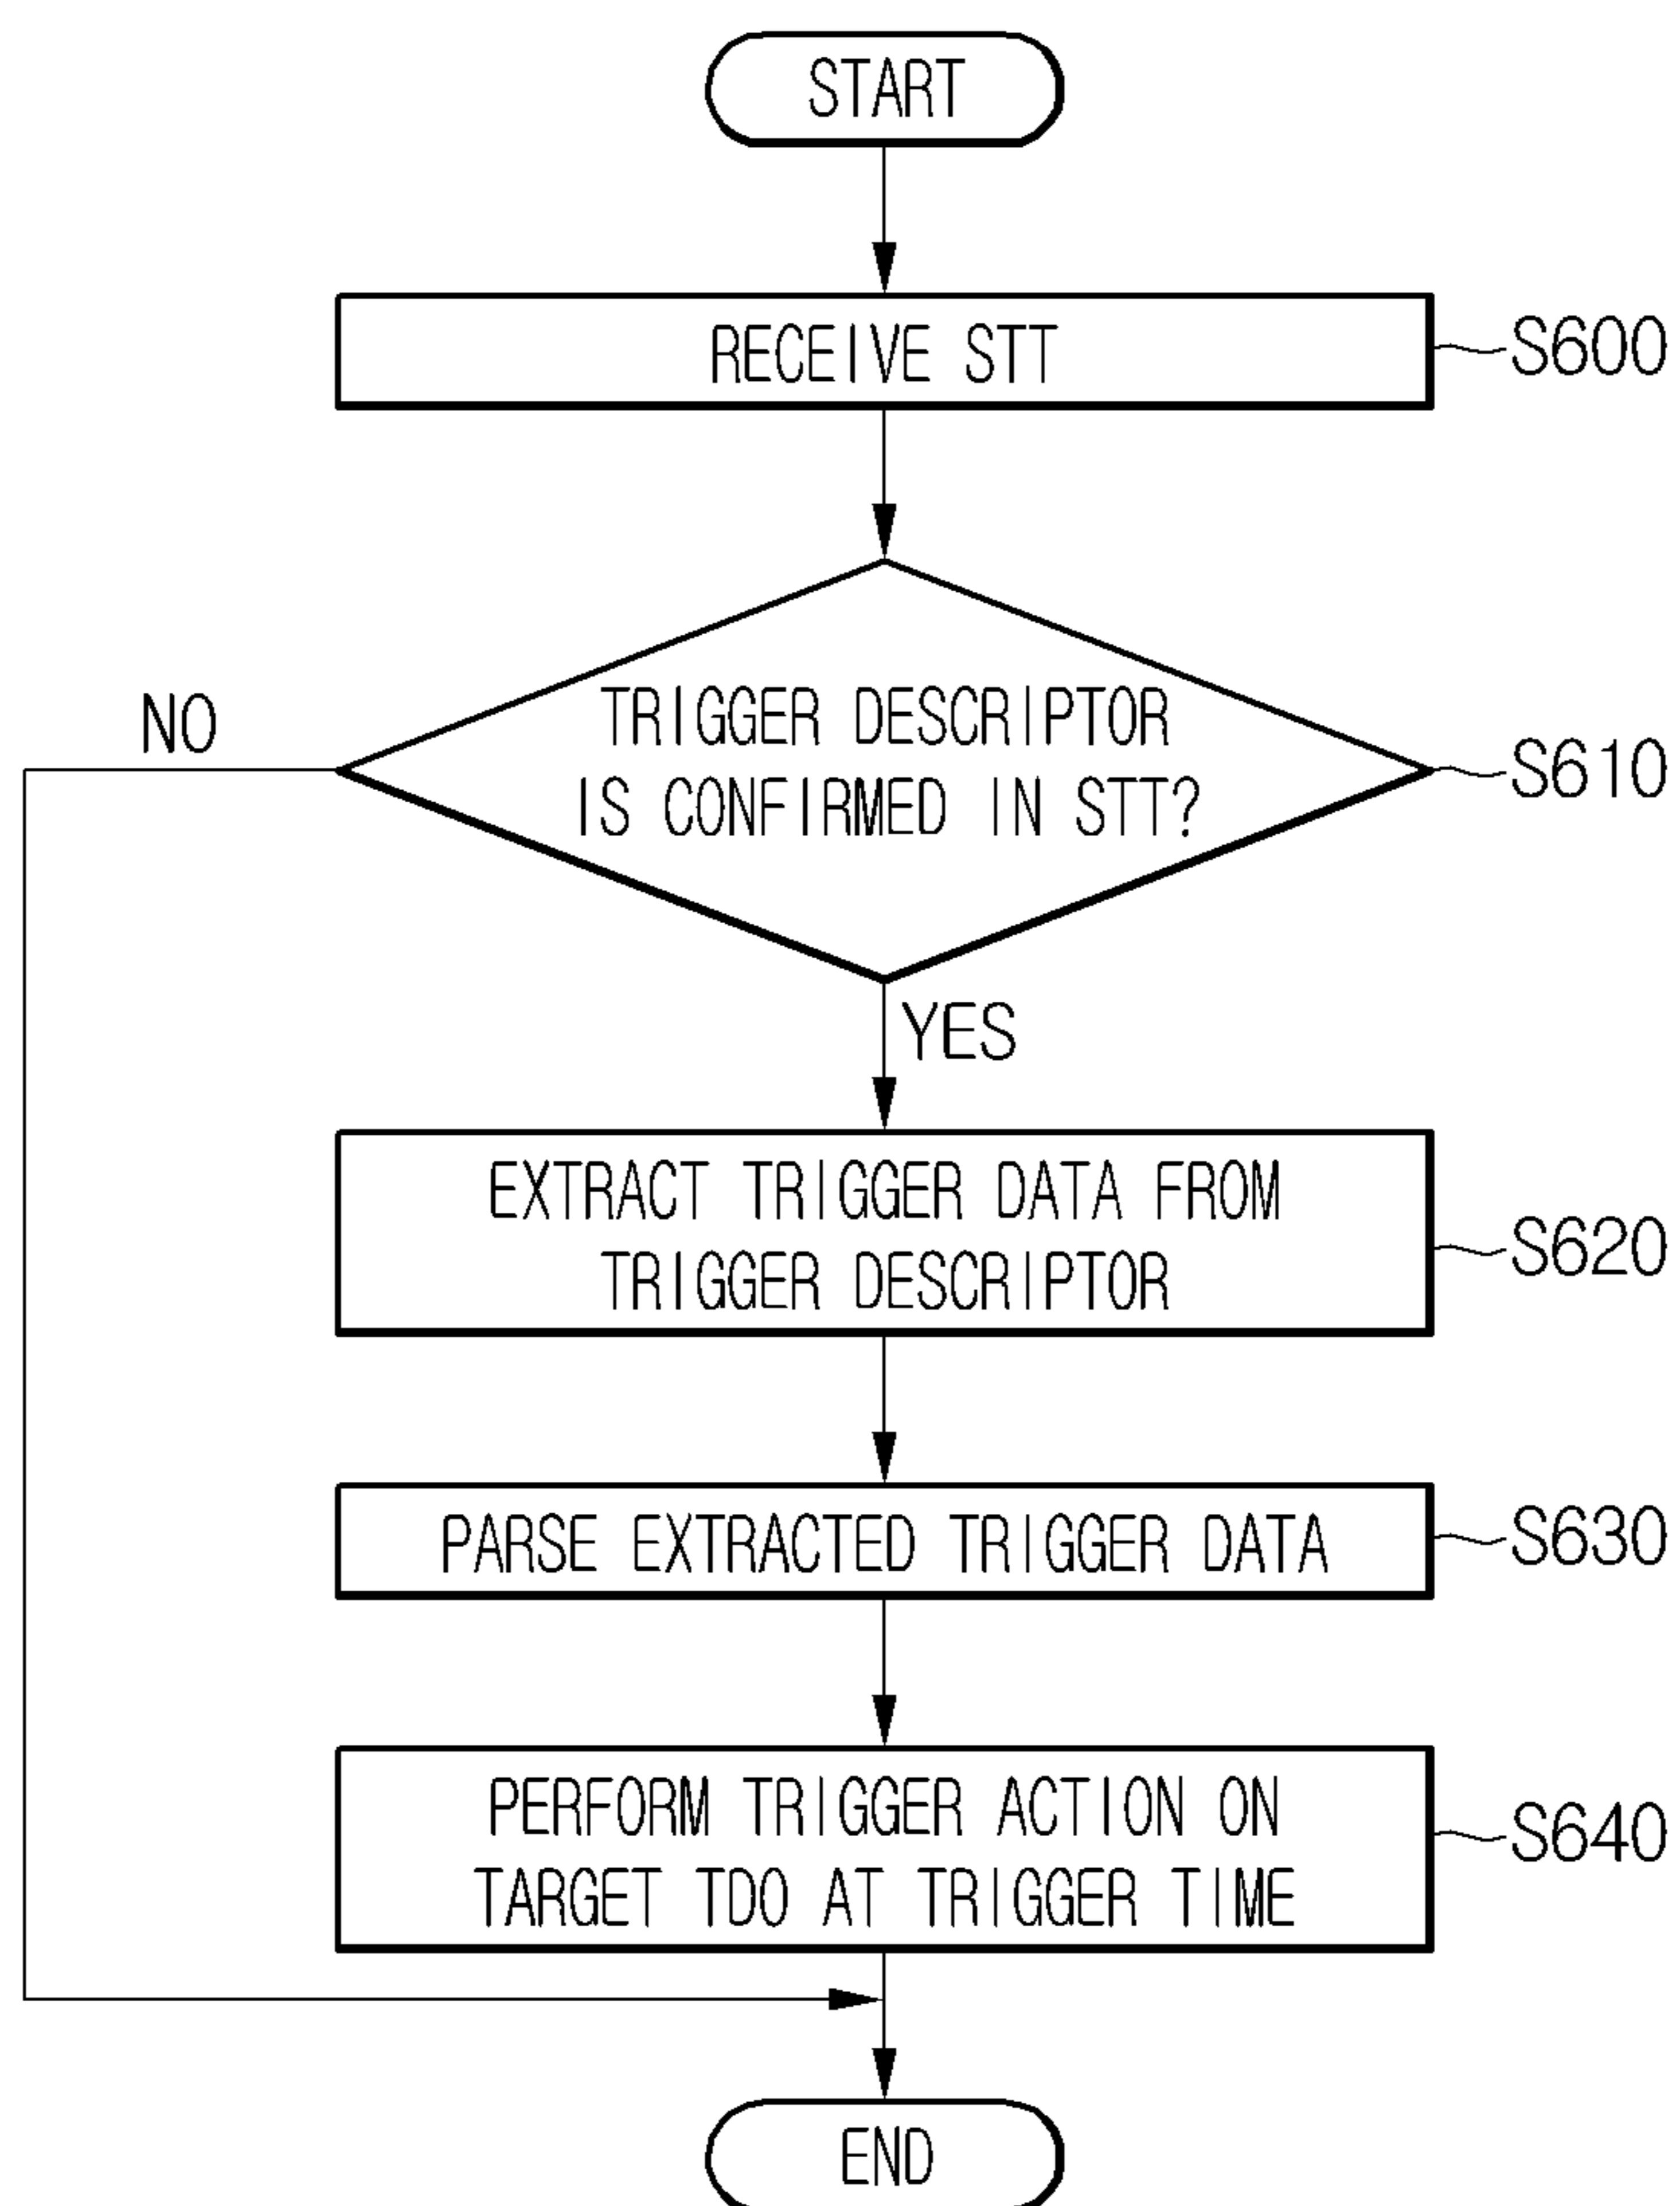 START
RECEIVE STT
S600
TRIGGER DESCRIPTOR
IS CONFIRMED IN STT?
S610
NO
YES
EXTRACT TRIGGER DATA FROM
TRIGGER DESCRIPTOR
S620
PARSE EXTRACTED TRIGGER DATA
S630
PERFORM TRIGGER ACTION ON
TARGET TDO AT TRIGGER TIME
S640
END